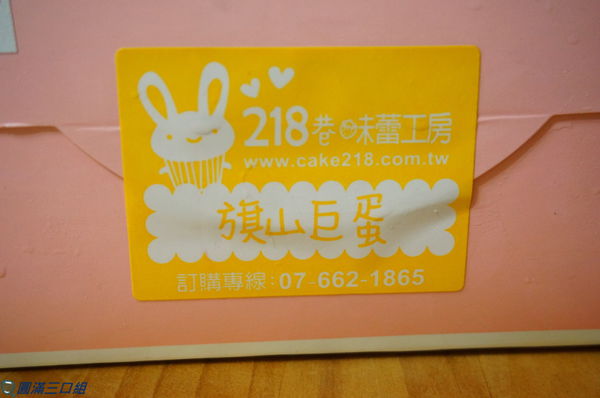 218巷味蕾工房
www.cake218.com.tw
旗山巨蛋
訂購專線:07-662-1865
圓滿三口組